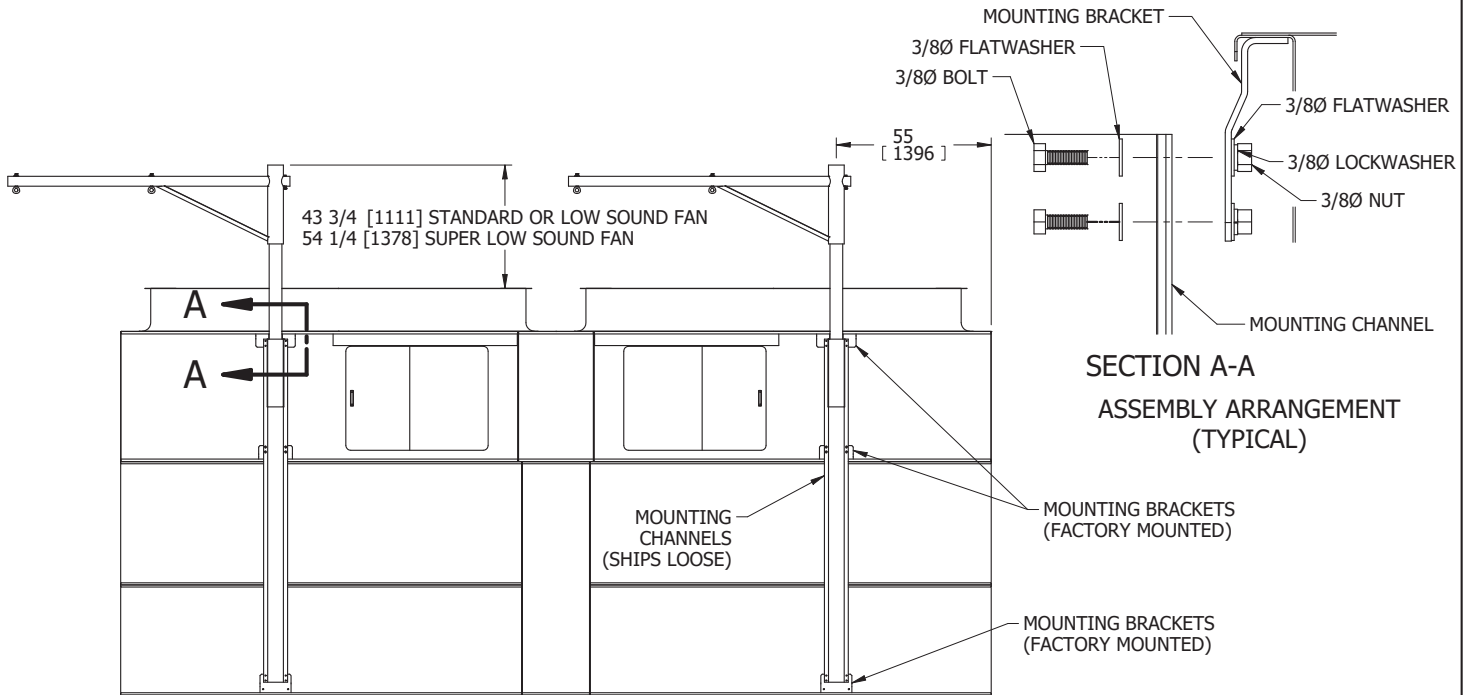 MOUNTING BRACKET
3/8Ø FLATWASHER
3/8Ø BOLT
3/8Ø FLATWASHER
3/8Ø LOCKWASHER
3/8Ø NUT
MOUNTING CHANNEL
SECTION A-A
ASSEMBLY ARRANGEMENT
(TYPICAL)
55
[ 1396 ]
43 3/4 [1111] STANDARD OR LOW SOUND FAN
54 1/4 [1378] SUPER LOW SOUND FAN
A
A
MOUNTING
CHANNELS
(SHIPS LOOSE)
MOUNTING BRACKETS
(FACTORY MOUNTED)
MOUNTING BRACKETS
(FACTORY MOUNTED)